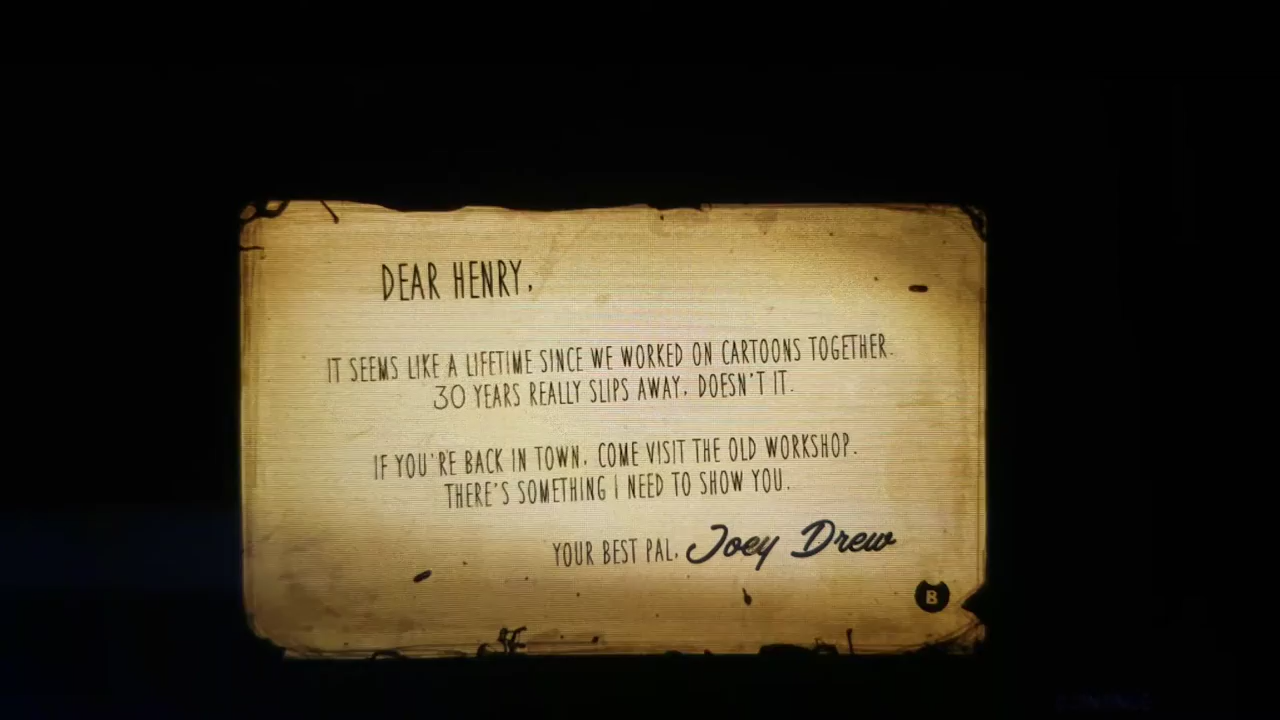 DEAR HENRY,
IT SEEMS LIKE A LIFETIME SINCE WE WORKED ON CARTOONS TOGETHER.
30 YEARS REALLY SLIPS AWAY, DOESN'T IT.
IF YOU'RE BACK IN TOWN, COME VISIT THE OLD WORKSHOP.
THERE'S SOMETHING I NEED TO SHOW YOU.
YOUR BEST PAL, Joey Drew
B